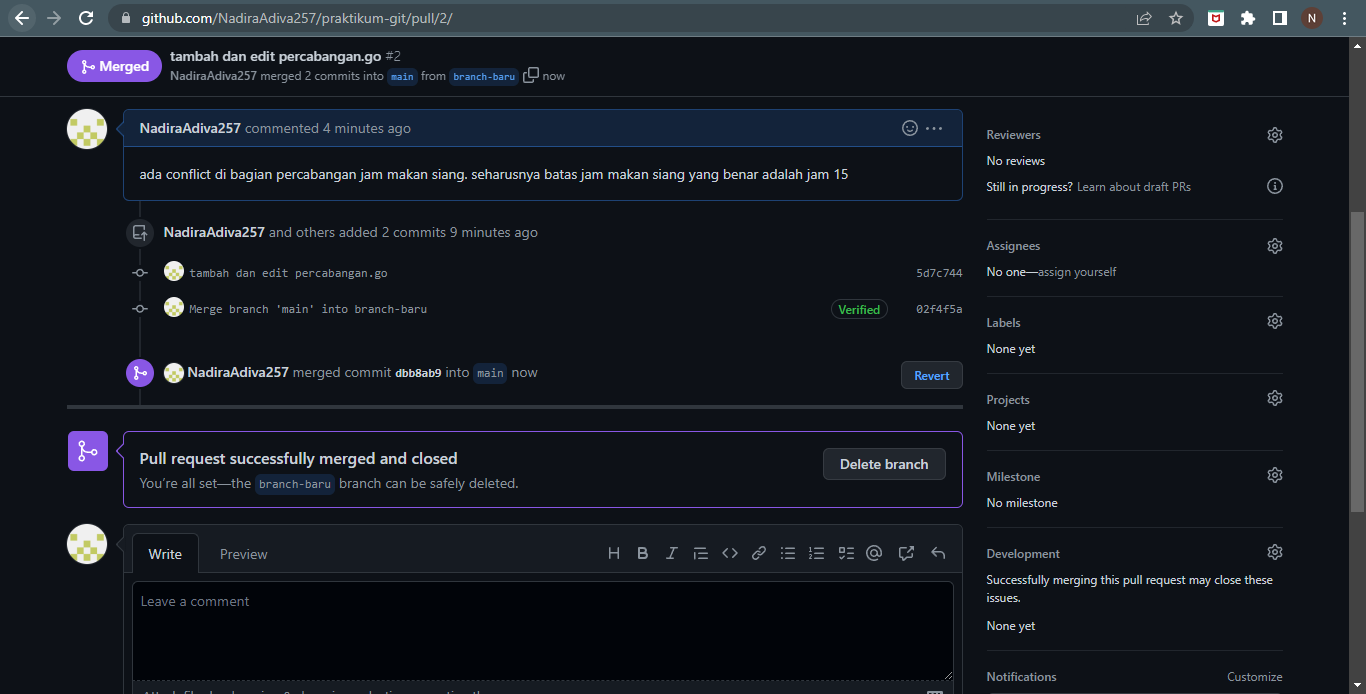 github.com/NadiraAdiva257/praktikum-git/pull/2/
N
Merged
tambah dan edit percabangan.go #2
NadiraAdiva257 merged 2 commits into main from branch-baru now
NadiraAdiva257 commented 4 minutes ago
ada conflict di bagian percabangan jam makan siang. seharusnya batas jam makan siang yang benar adalah jam 15
NadiraAdiva257 and others added 2 commits 9 minutes ago
tambah dan edit percabangan.go 5d7c744
Merge branch 'main' into branch-baru Verified 02f4f5a
NadiraAdiva257 merged commit dbb8ab9 into main now Revert
Pull request successfully merged and closed
You're all set—the branch-baru branch can be safely deleted.
Delete branch
Write Preview
Leave a comment
Reviewers
No reviews
Still in progress? Learn about draft PRs
Assignees
No one—assign yourself
Labels
None yet
Projects
None yet
Milestone
No milestone
Development
Successfully merging this pull request may close these
issues.
None yet
Notifications Customize